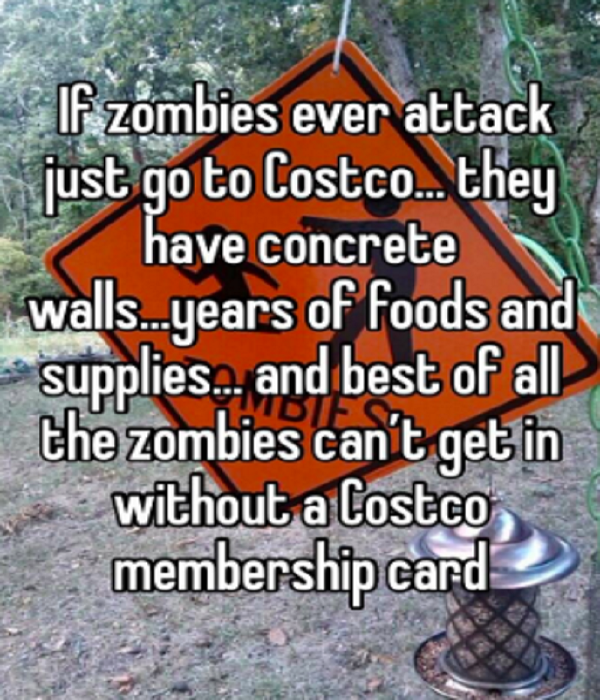 If zombies ever attack
just go to Costco... they
have concrete
walls...years of foods and
supplies... and best of all
the zombies can't get in
without a Costco
membership card
ZOMBIES